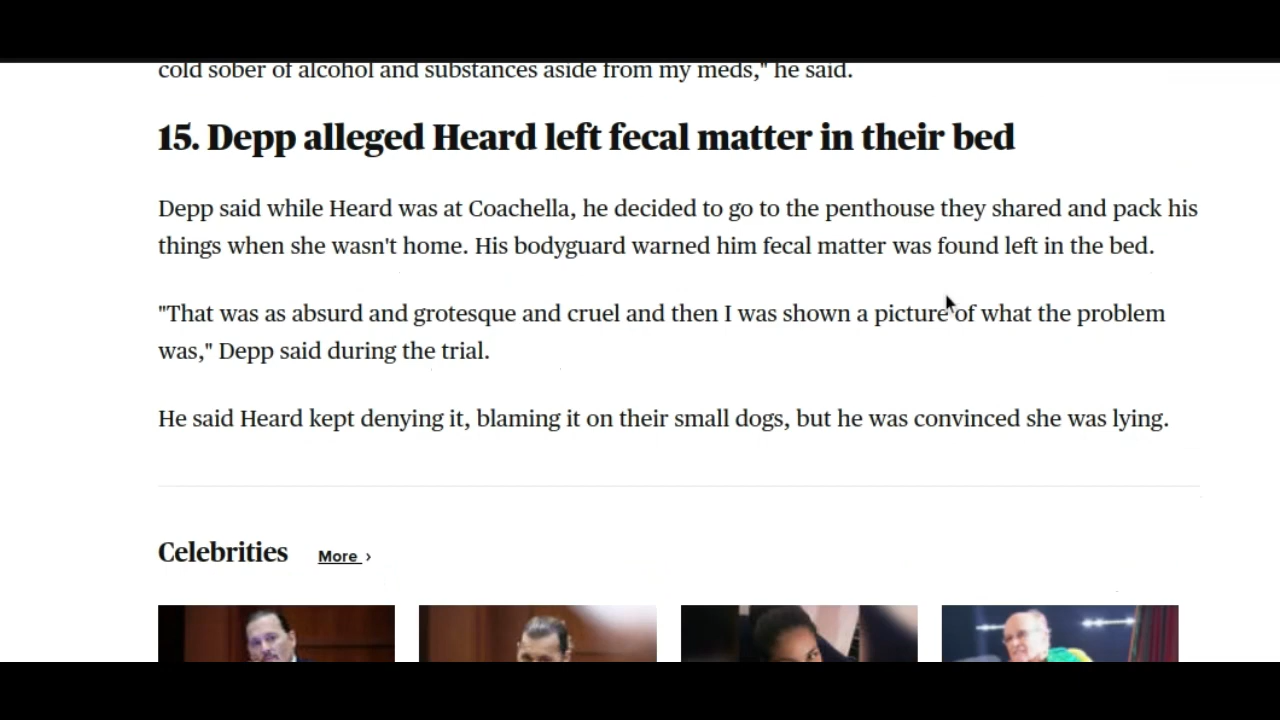 cold sober of alcohol and substances aside from my meds," he said.
15. Depp alleged Heard left fecal matter in their bed
Depp said while Heard was at Coachella, he decided to go to the penthouse they shared and pack his
things when she wasn't home. His bodyguard warned him fecal matter was found left in the bed.
"That was as absurd and grotesque and cruel and then I was shown a picture of what the problem
was," Depp said during the trial.
He said Heard kept denying it, blaming it on their small dogs, but he was convinced she was lying.
Celebrities More ›